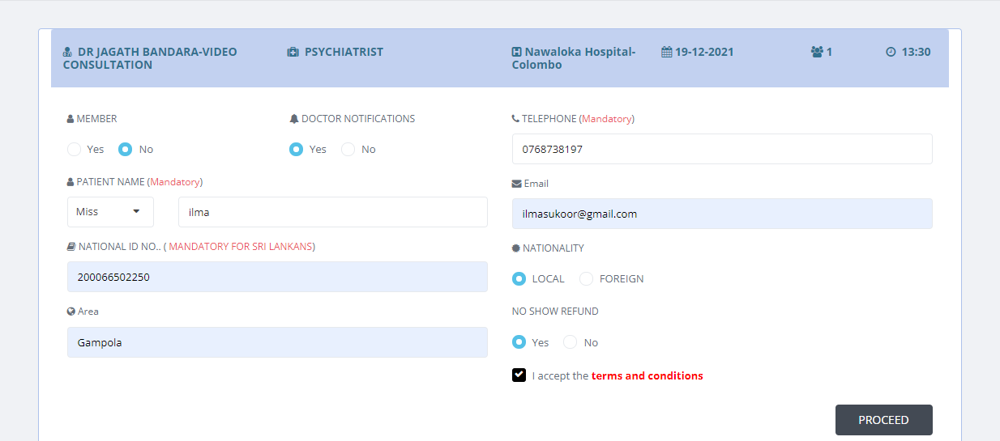 DR JAGATH BANDARA-VIDEO CONSULTATION
PSYCHIATRIST
Nawaloka Hospital-Colombo
19-12-2021
1
13:30
MEMBER
Yes No
DOCTOR NOTIFICATIONS
Yes No
PATIENT NAME (Mandatory)
Miss ilma
NATIONAL ID NO.. ( MANDATORY FOR SRI LANKANS)
200066502250
Area
Gampola
TELEPHONE (Mandatory)
0768738197
Email
ilmasukoor@gmail.com
NATIONALITY
LOCAL FOREIGN
NO SHOW REFUND
Yes No
I accept the terms and conditions
PROCEED